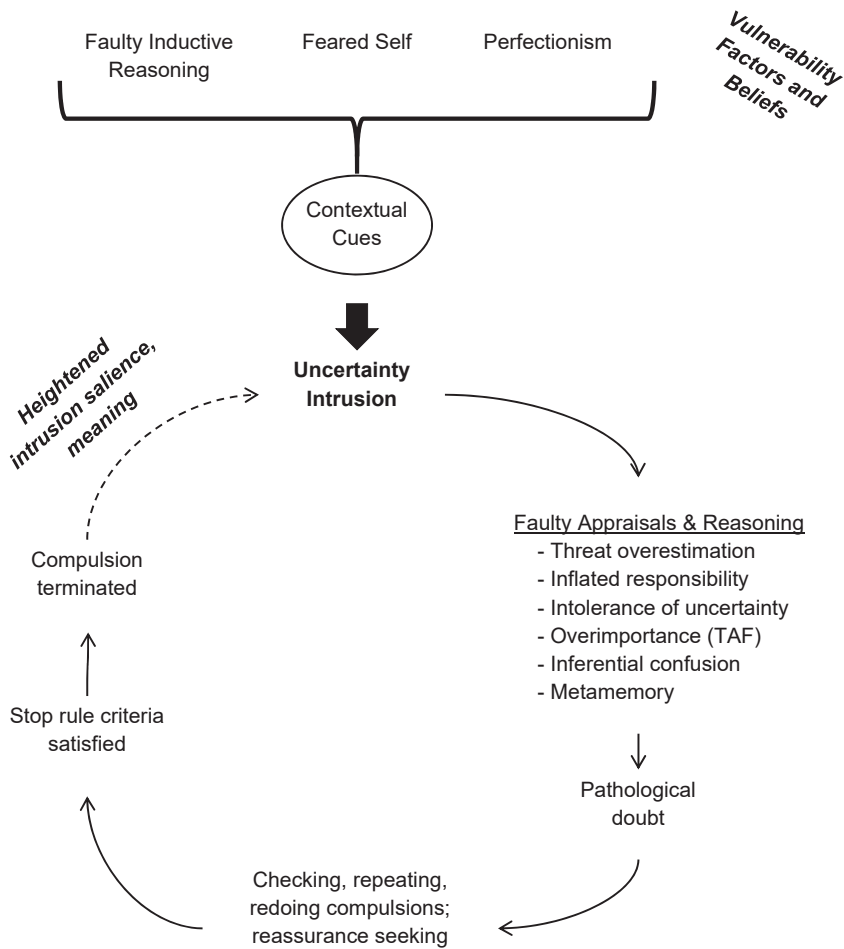 Faulty Inductive
Reasoning
Feared Self
Perfectionism
Vulnerability
Factors and
Beliefs
Contextual
Cues
Uncertainty
Intrusion
Heightened
intrusion salience,
meaning
Faulty Appraisals & Reasoning
- Threat overestimation
- Inflated responsibility
- Intolerance of uncertainty
- Overimportance (TAF)
- Inferential confusion
- Metamemory
Pathological
doubt
Checking, repeating,
redoing compulsions;
reassurance seeking
Stop rule criteria
satisfied
Compulsion
terminated